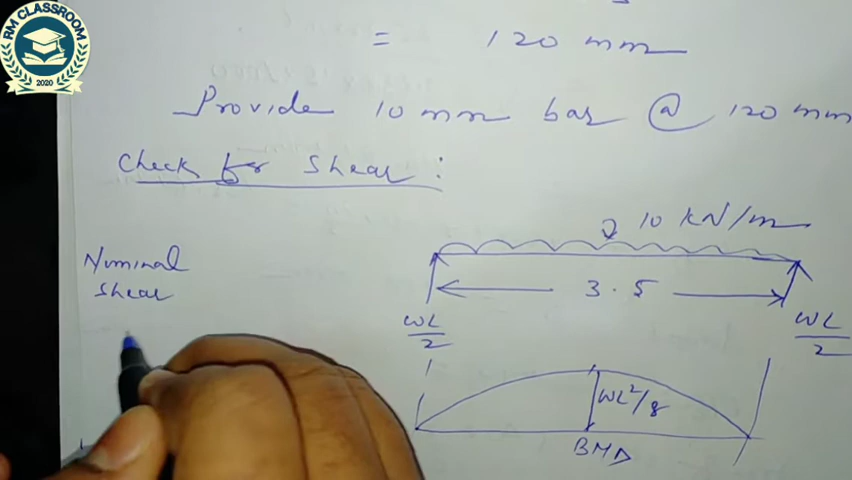 RM CLASSROOM
2020
= 120 mm
Provide 10 mm bar @ 120 mm
Check for Shear :
10 kN/m
Nominal
Shear
3.5
WL/2
WL/2
WL²/8
BMD